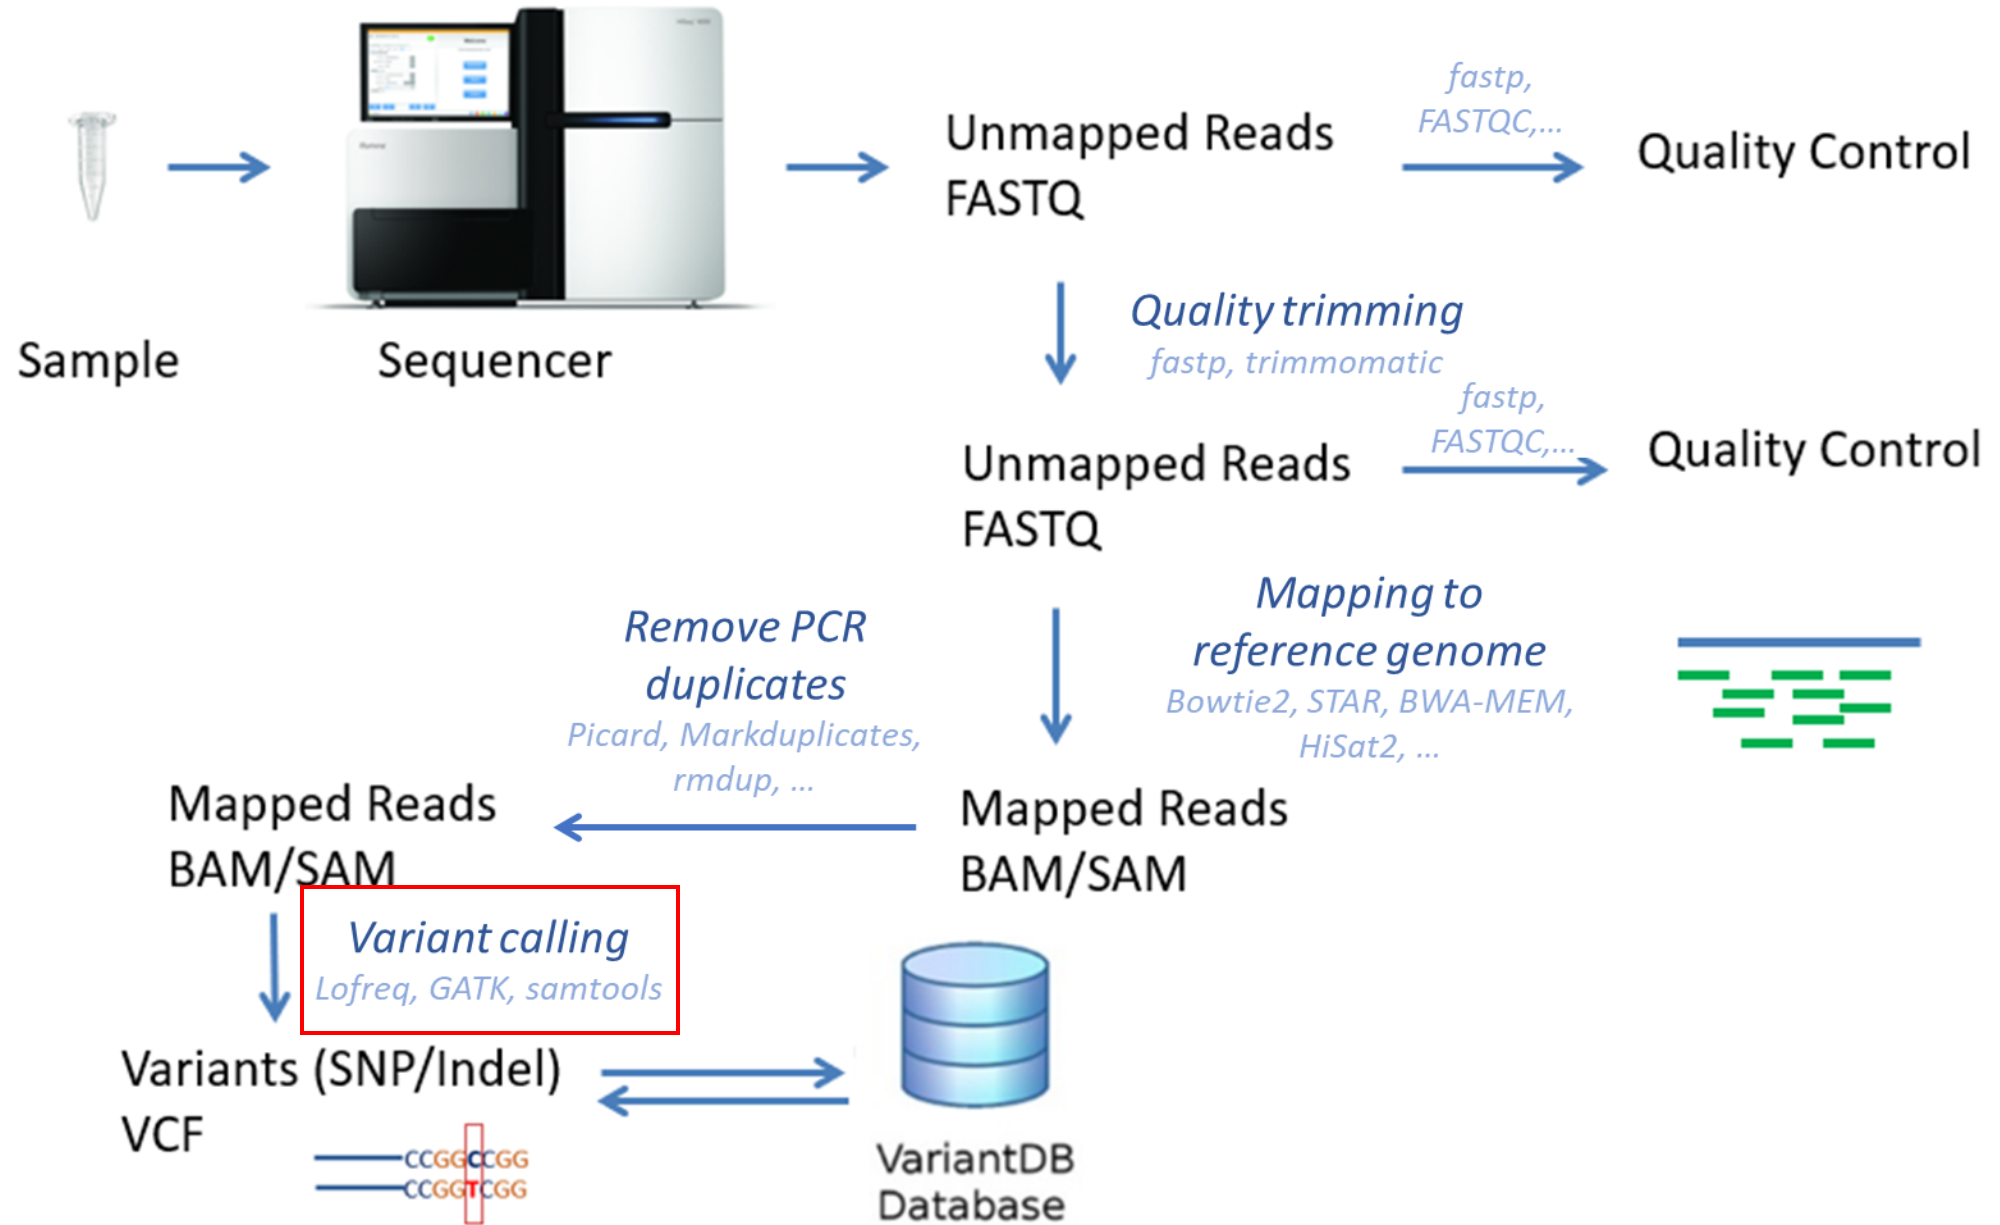 fastp,
FASTQC,...
Unmapped Reads
FASTQ
Quality Control
Sample
Sequencer
Quality trimming
fastp, trimmomatic
fastp,
FASTQC,...
Unmapped Reads
FASTQ
Quality Control
Mapping to
reference genome
Bowtie2, STAR, BWA-MEM,
HiSat2, ...
Remove PCR
duplicates
Picard, Markduplicates,
rmdup, ...
Mapped Reads
BAM/SAM
Mapped Reads
BAM/SAM
Variant calling
Lofreq, GATK, samtools
Variants (SNP/Indel)
VCF
CCGGCCGG
CCGGTCGG
VariantDB
Database